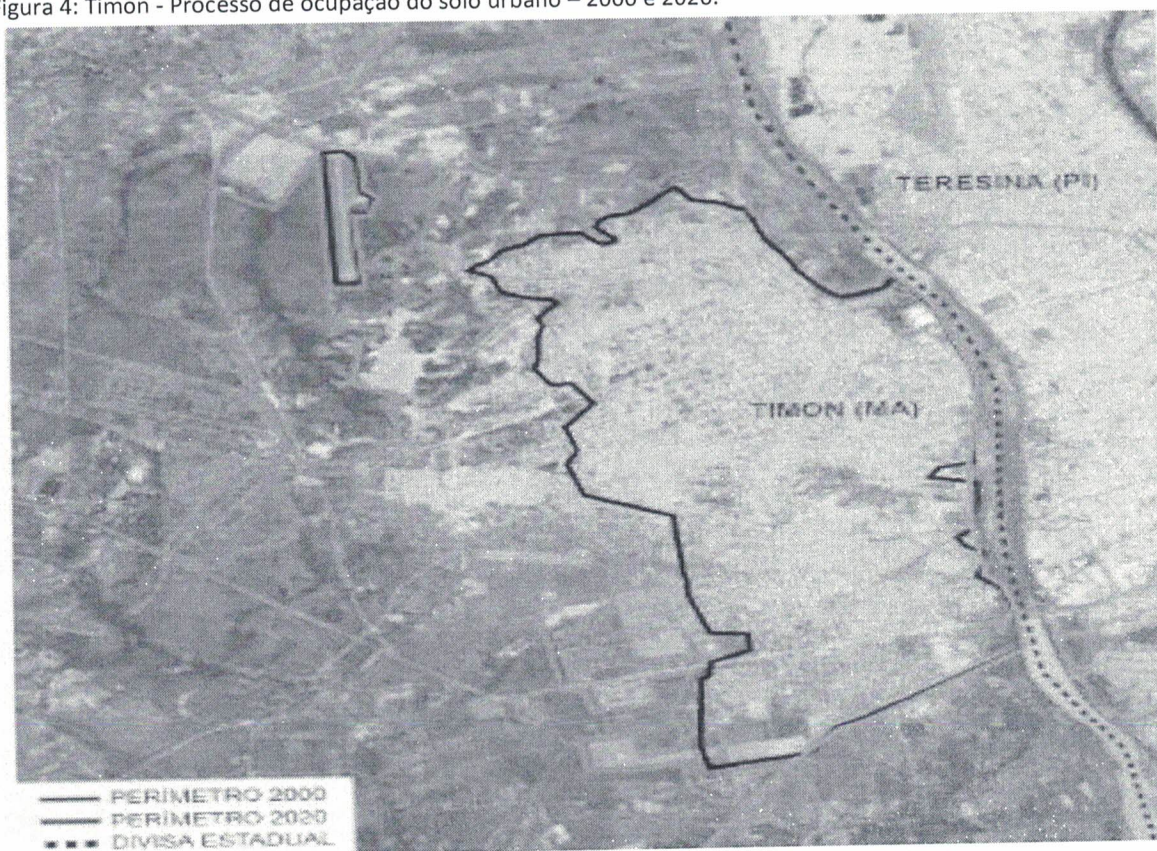 Figura 4: Timon - Processo de ocupação do solo urbano – 2000 e 2020.
TERESINA (PI)
TIMON (MA)
PERÍMETRO 2000
PERÍMETRO 2020
DIVISA ESTADUAL